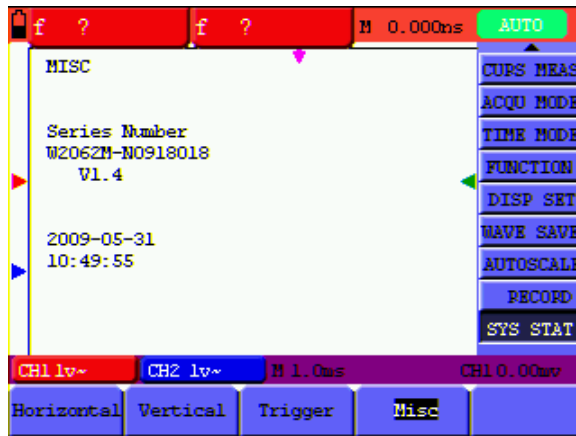 f ? f ? M 0.000ns AUTO
MISC
Series Number
W2062M-N0918018
V1.4
2009-05-31
10:49:55
CURS MEAS
ACQU MODE
TIME MODE
FUNCTION
DISP SET
WAVE SAVE
AUTOSCALE
RECORD
SYS STAT
CH1 1v~ CH2 1v~ M 1.0ms CH1 0.00mv
Horizontal Vertical Trigger Misc